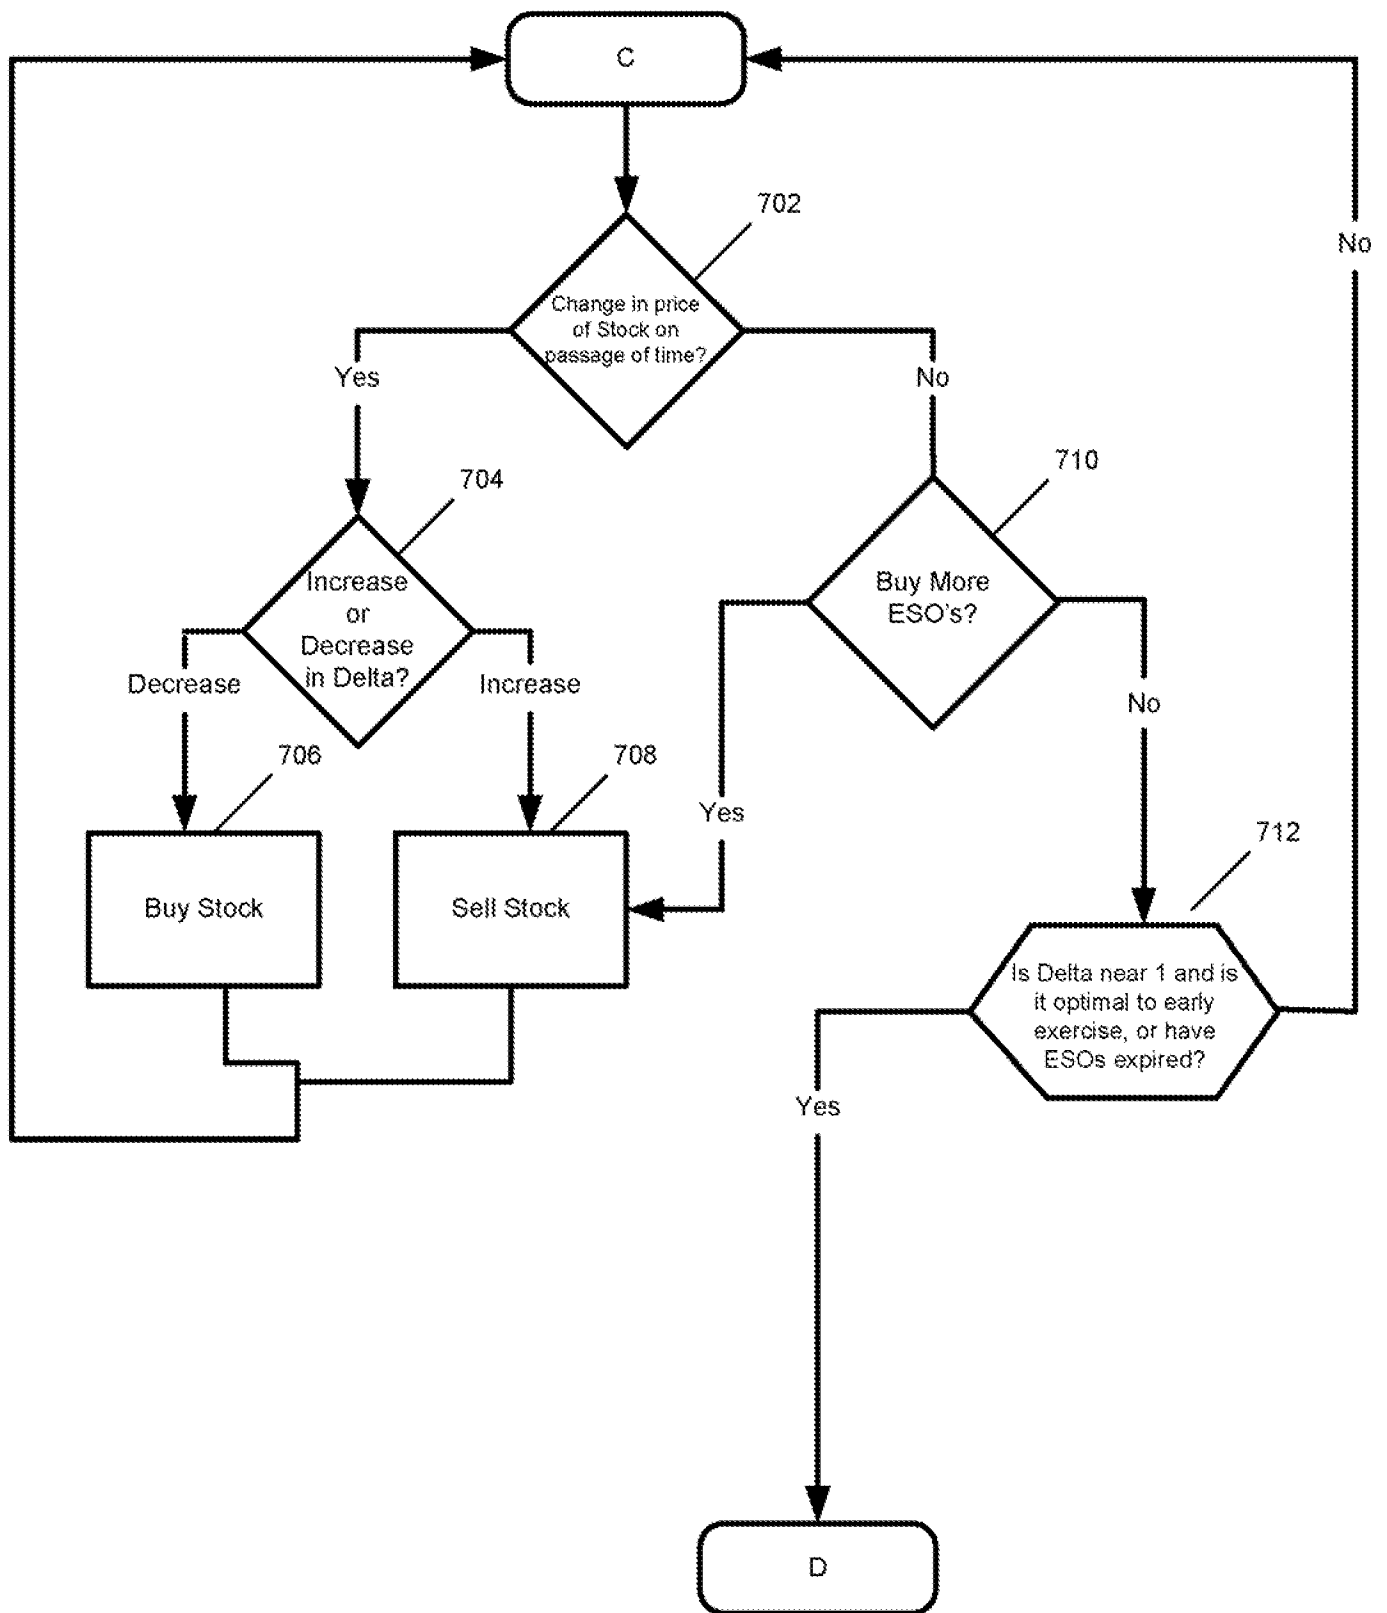 C
702
Change in price
of Stock on
passage of time?
No
Yes
No
704
710
Increase
or
Decrease
in Delta?
Buy More
ESO's?
Decrease
Increase
No
706
708
Yes
712
Buy Stock
Sell Stock
Is Delta near 1 and is
it optimal to early
exercise, or have
ESOs expired?
Yes
D